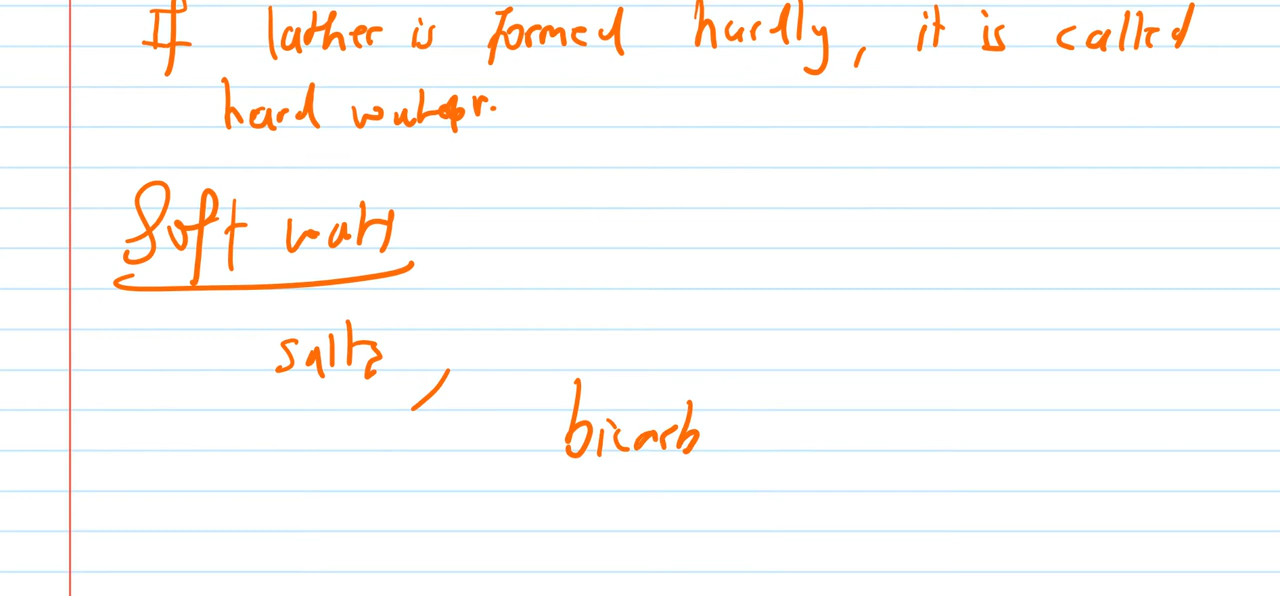 If lather is formed hardly, it is called
hard water.
Soft water
salts,
bicarb